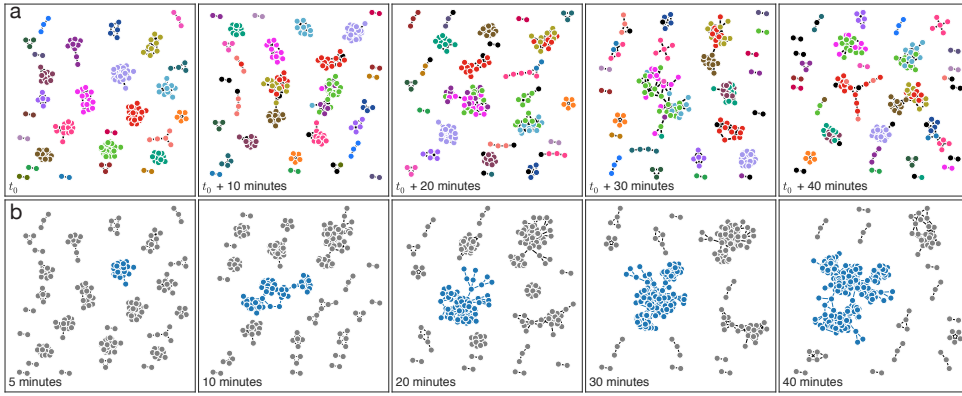 a
t₀
t₀ + 10 minutes
t₀ + 20 minutes
t₀ + 30 minutes
t₀ + 40 minutes
b
5 minutes
10 minutes
20 minutes
30 minutes
40 minutes